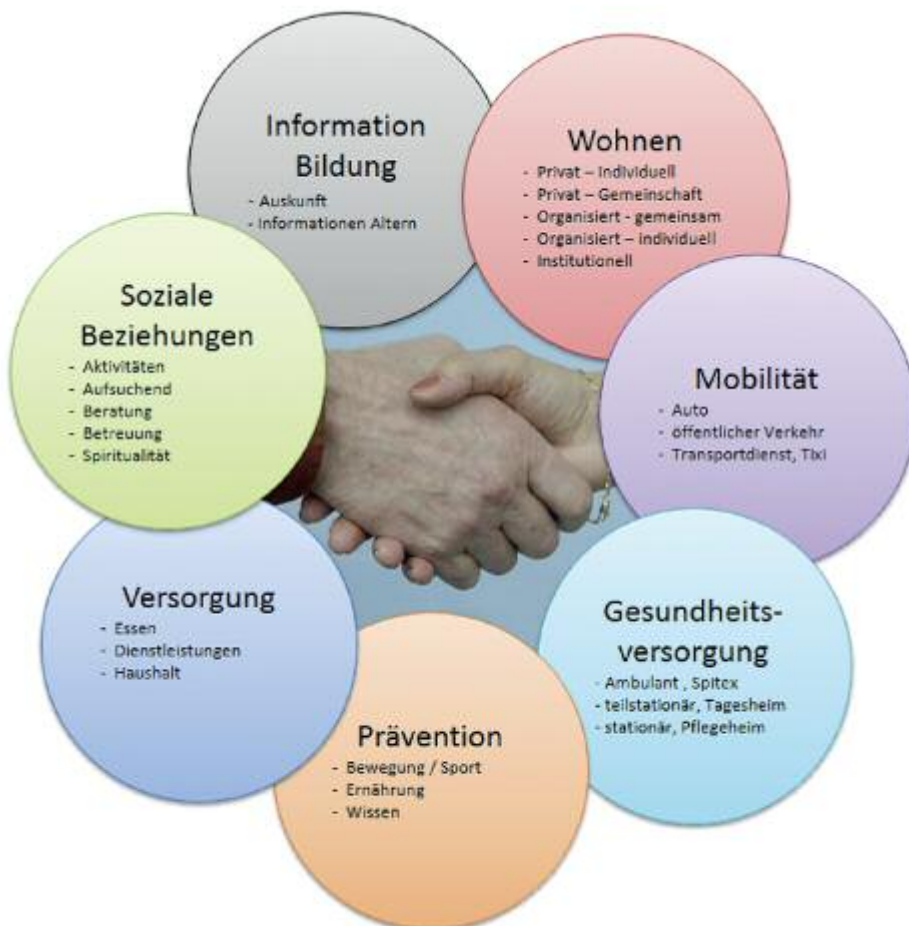 Information
Bildung
- Auskunft
- Informationen Altern
Wohnen
- Privat – Individuell
- Privat – Gemeinschaft
- Organisiert - gemeinsam
- Organisiert – individuell
- Institutionell
Mobilität
- Auto
- öffentlicher Verkehr
- Transportdienst, Tixi
Gesundheits-
versorgung
- Ambulant , Spitex
- teilstationär, Tagesheim
- stationär, Pflegeheim
Prävention
- Bewegung / Sport
- Ernährung
- Wissen
Versorgung
- Essen
- Dienstleistungen
- Haushalt
Soziale
Beziehungen
- Aktivitäten
- Aufsuchend
- Beratung
- Betreuung
- Spiritualität